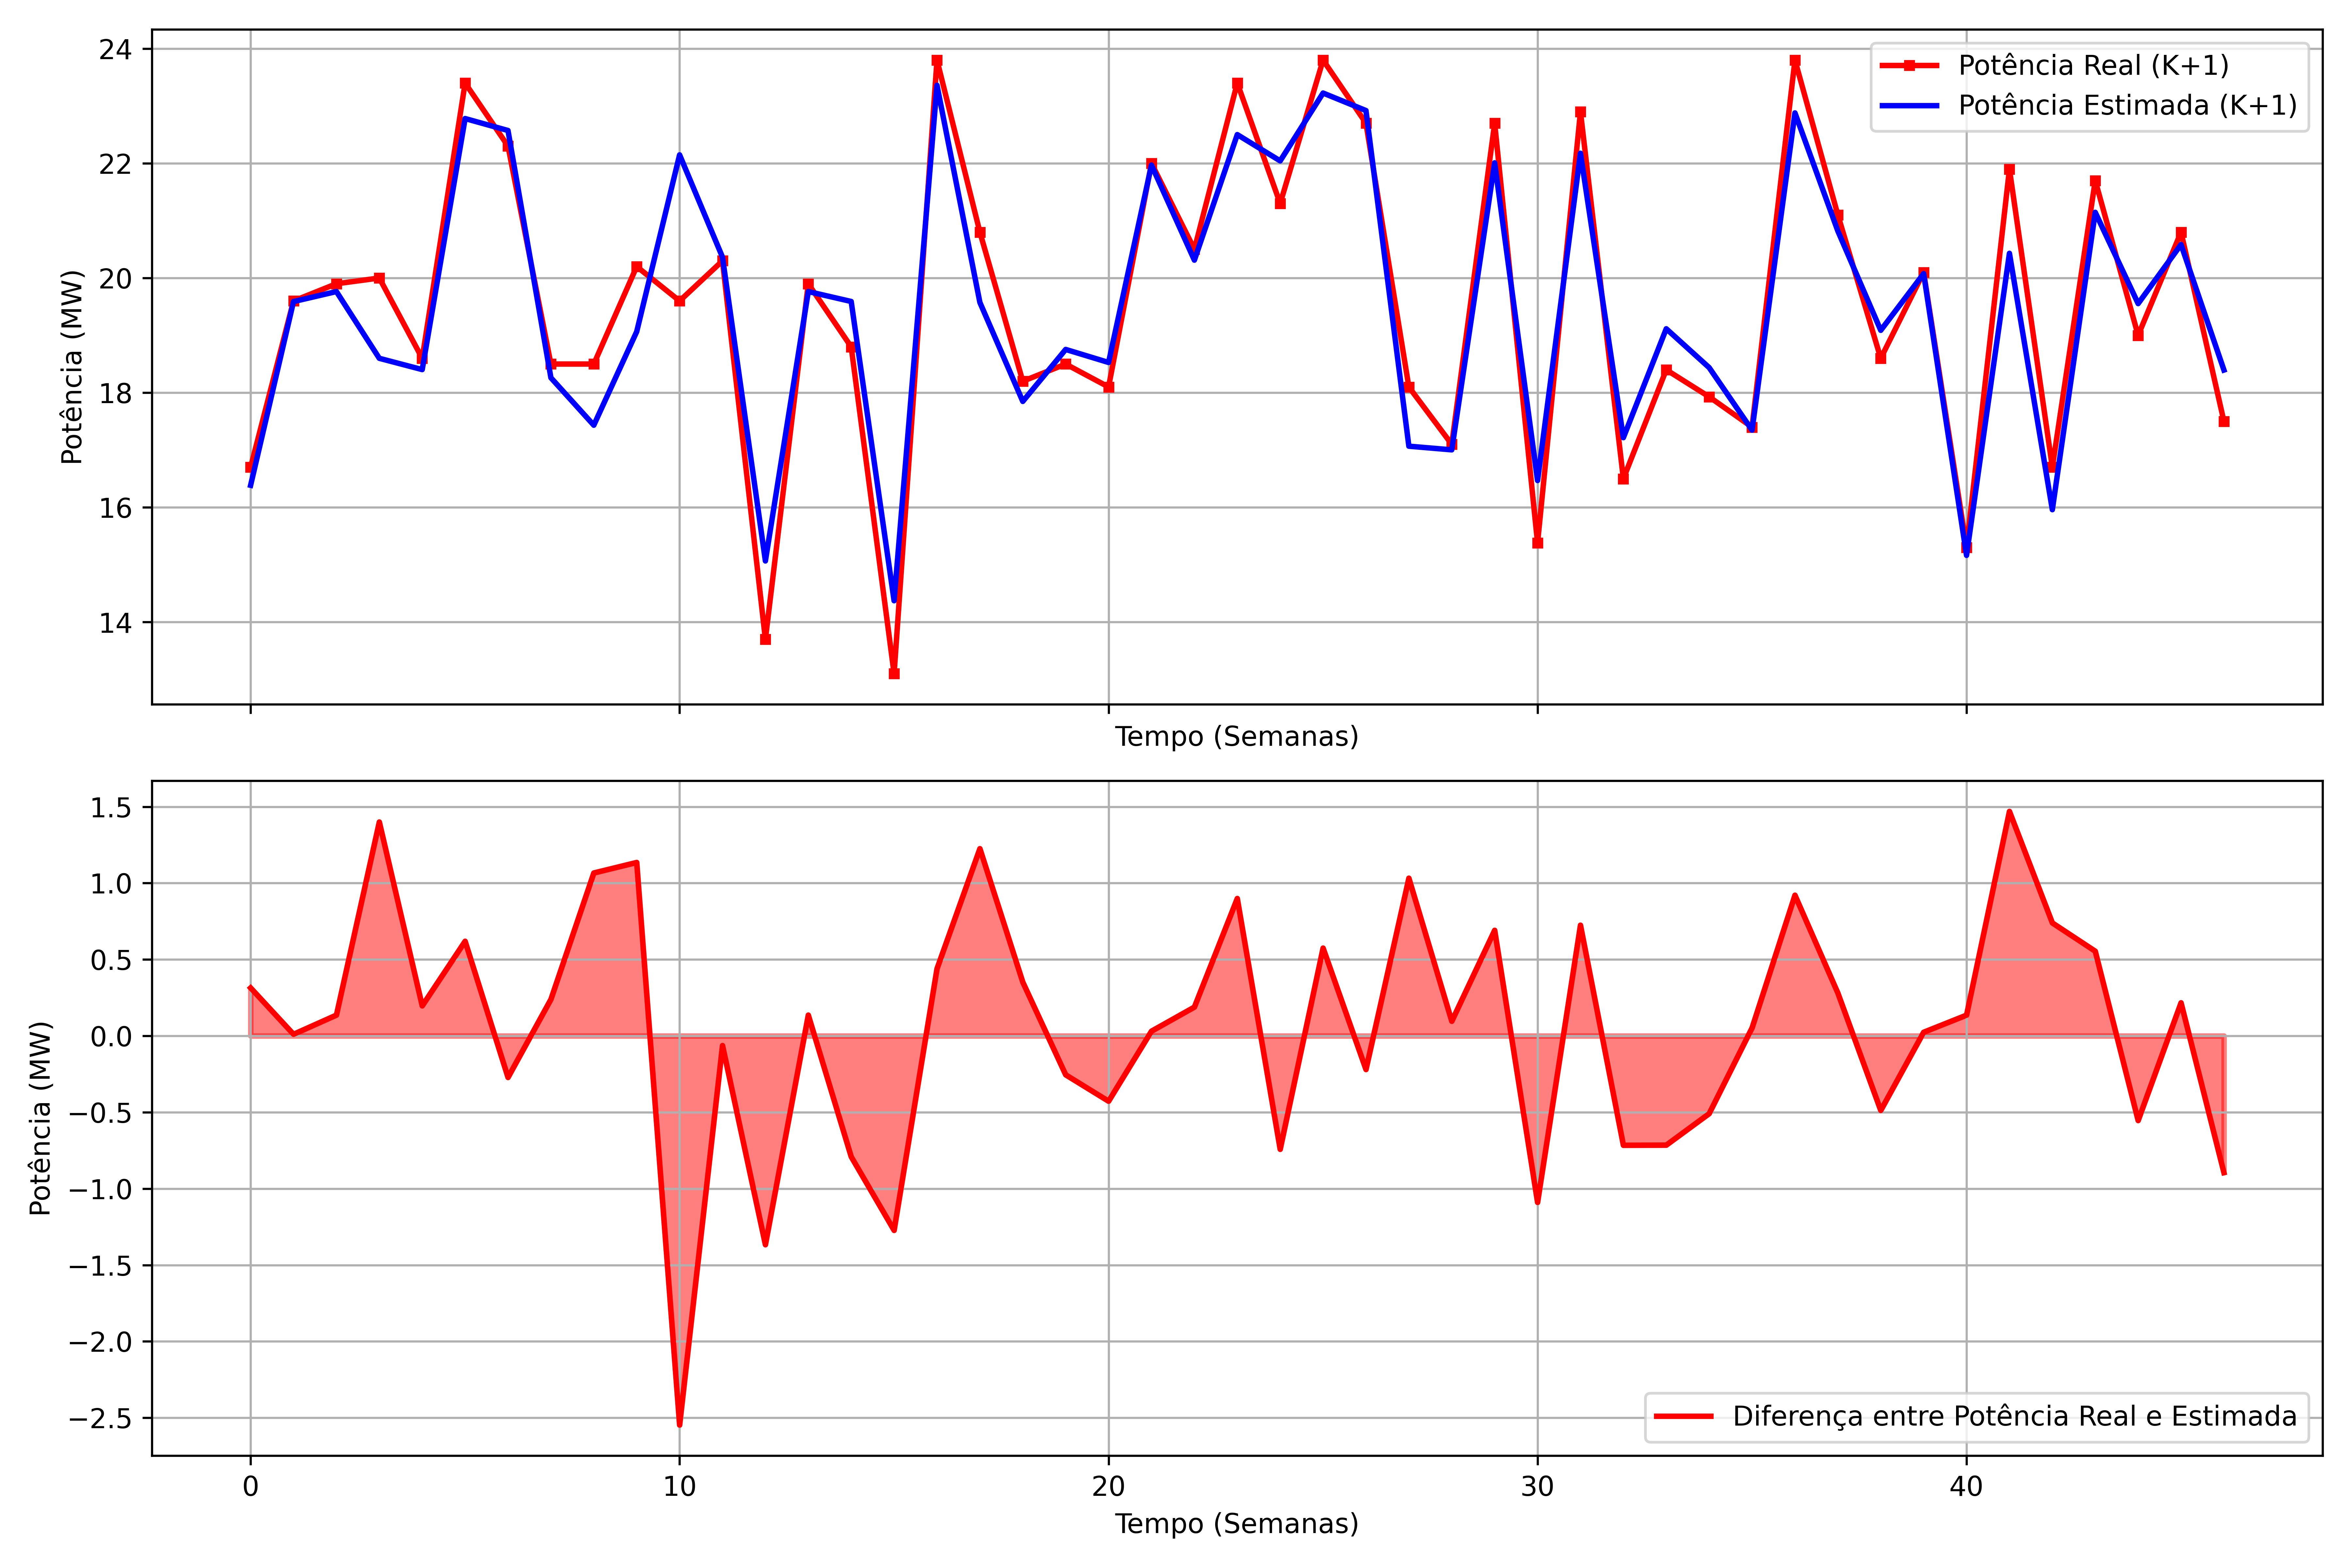 24
22
20
18
16
14
Potência (MW)
Potência Real (K+1)
Potência Estimada (K+1)
Tempo (Semanas)
1.5
1.0
0.5
0.0
−0.5
−1.0
−1.5
−2.0
−2.5
Potência (MW)
Diferença entre Potência Real e Estimada
0 10 20 30 40
Tempo (Semanas)